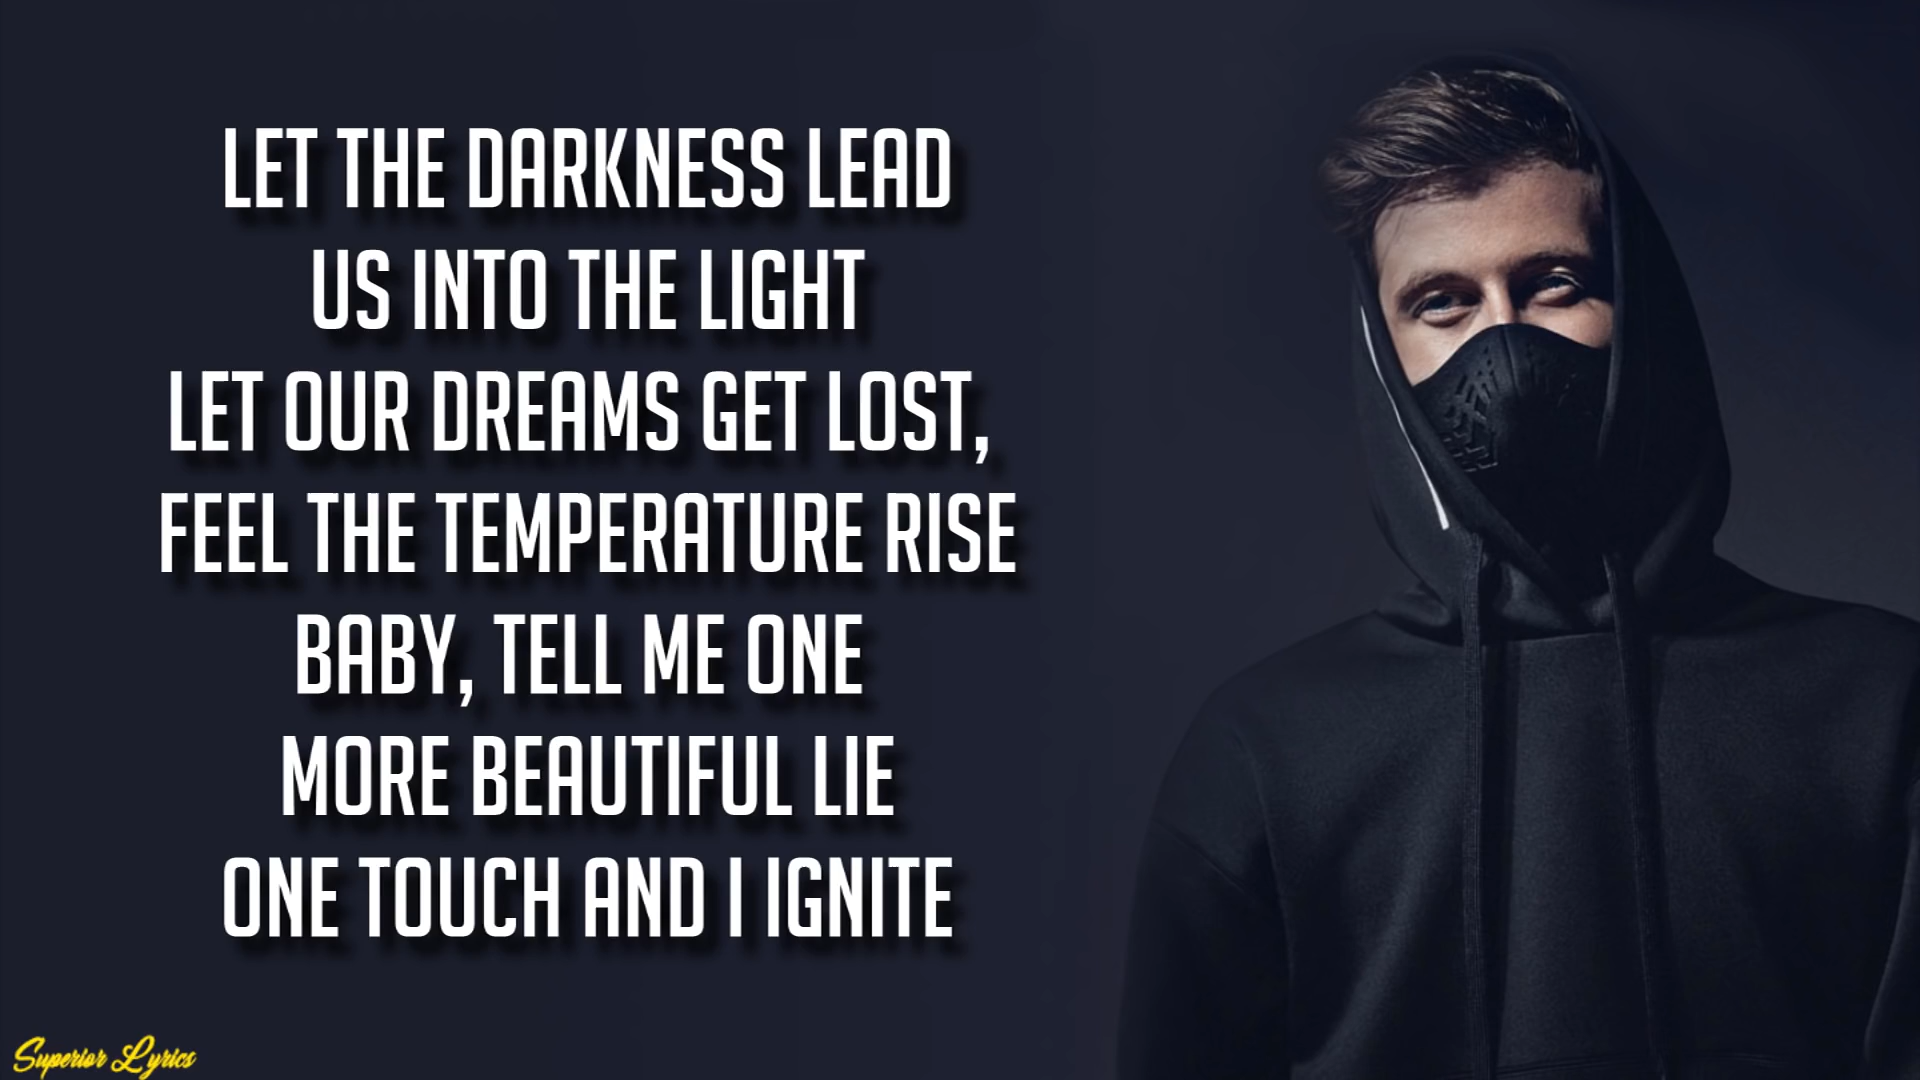 LET THE DARKNESS LEAD
US INTO THE LIGHT
LET OUR DREAMS GET LOST,
FEEL THE TEMPERATURE RISE
BABY, TELL ME ONE
MORE BEAUTIFUL LIE
ONE TOUCH AND I IGNITE
Superior Lyrics